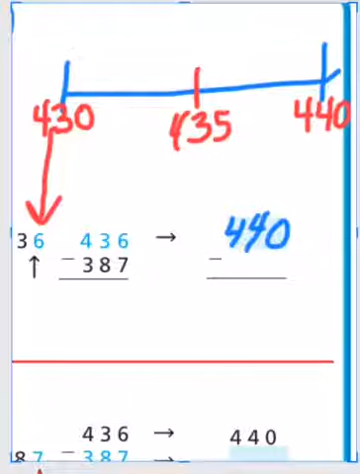 430 435 440
36 436 → 440
↑ − 387 −
436 → 440
87 − 387 →